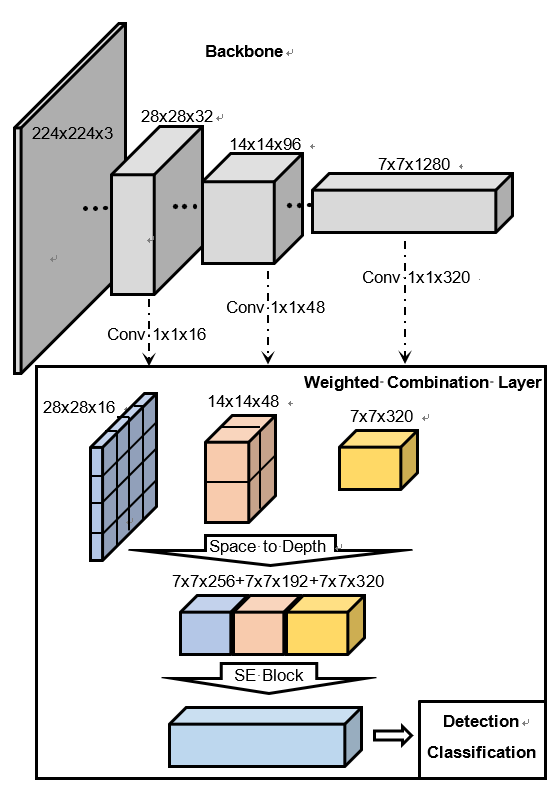 Backbone
224x224x3
28x28x32
14x14x96
7x7x1280
Conv 1x1x16
Conv 1x1x48
Conv 1x1x320
Weighted Combination Layer
28x28x16
14x14x48
7x7x320
Space to Depth
7x7x256+7x7x192+7x7x320
SE Block
Detection
Classification